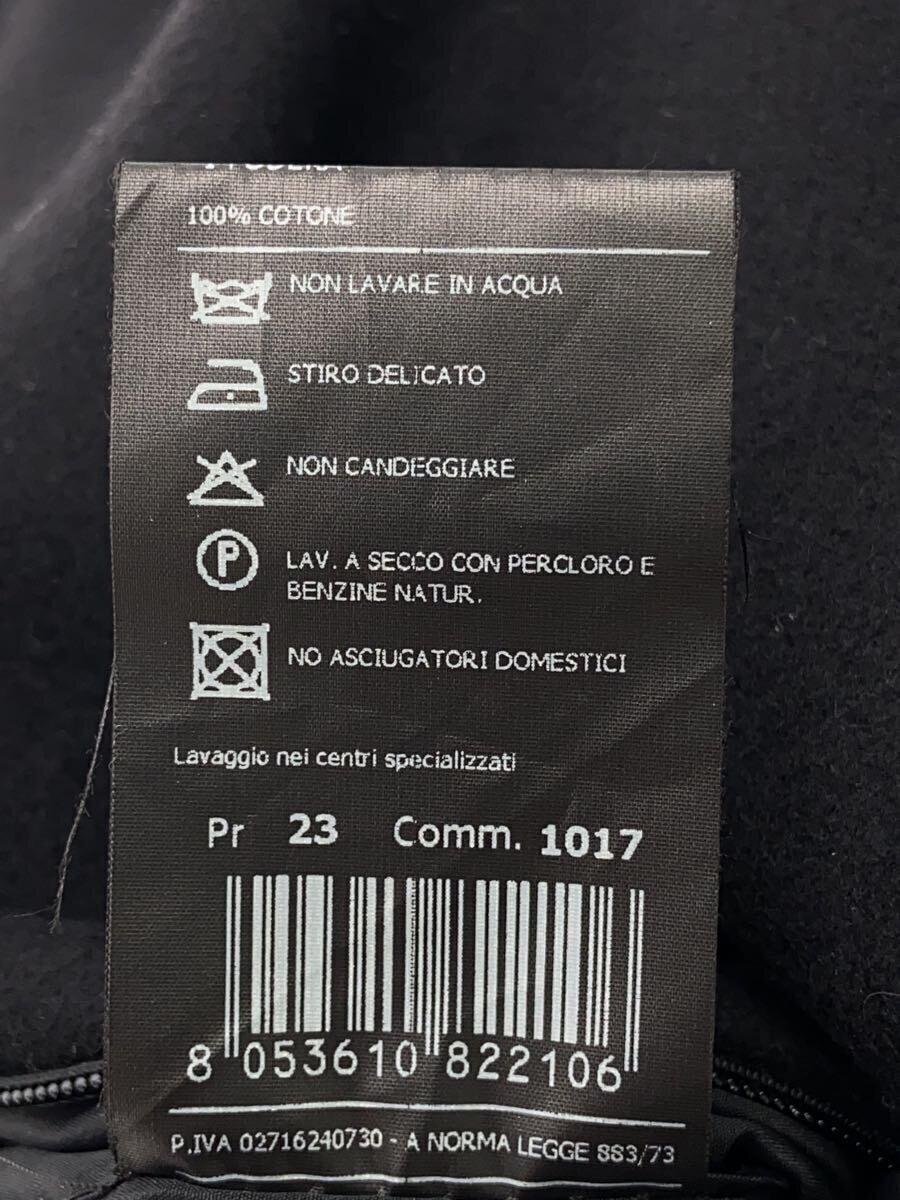 100% COTONE
NON LAVARE IN ACQUA
STIRO DELICATO
NON CANDEGGIARE
P
LAV. A SECCO CON PERCLORO E
BENZINE NATUR.
NO ASCIUGATORI DOMESTICI
Lavaggio nei centri specializzati
Pr 23 Comm. 1017
8 053610 822106
P.IVA 02716240730 - A NORMA LEGGE 883/73